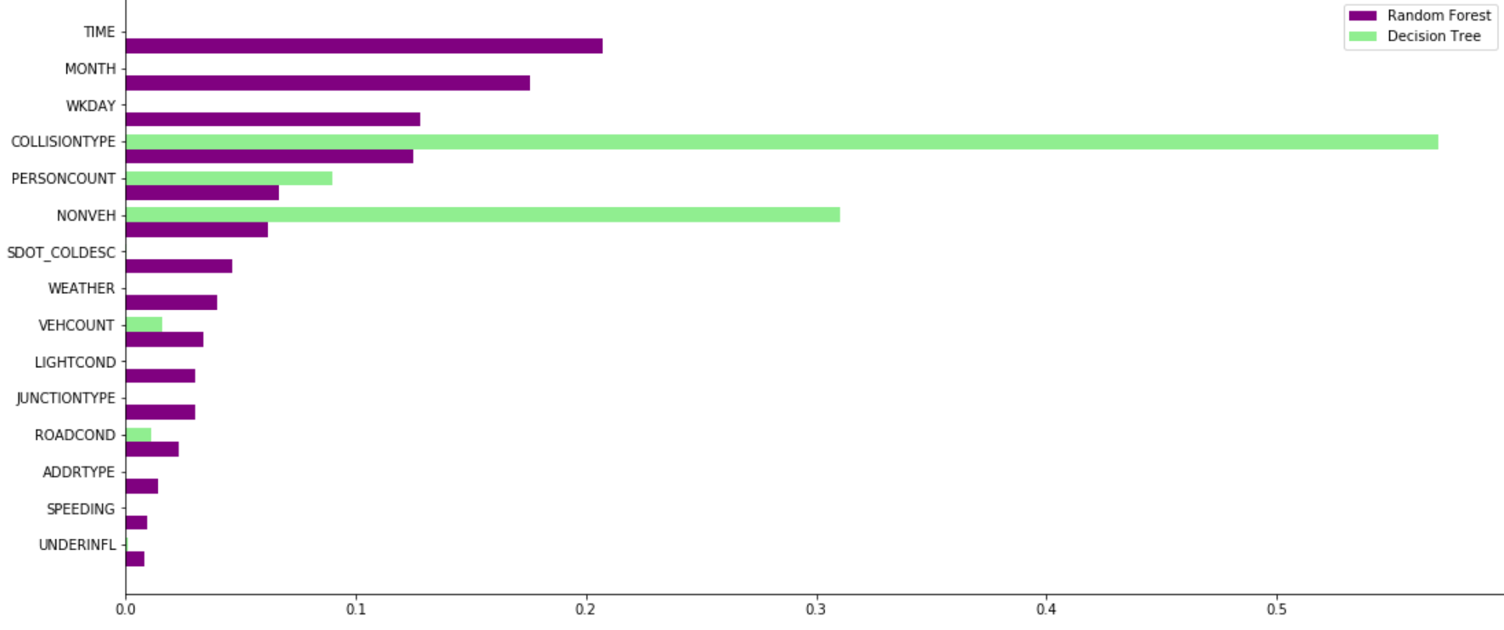 Random Forest
Decision Tree
TIME
MONTH
WKDAY
COLLISIONTYPE
PERSONCOUNT
NONVEH
SDOT_COLDESC
WEATHER
VEHCOUNT
LIGHTCOND
JUNCTIONTYPE
ROADCOND
ADDRTYPE
SPEEDING
UNDERINFL
0.0 0.1 0.2 0.3 0.4 0.5